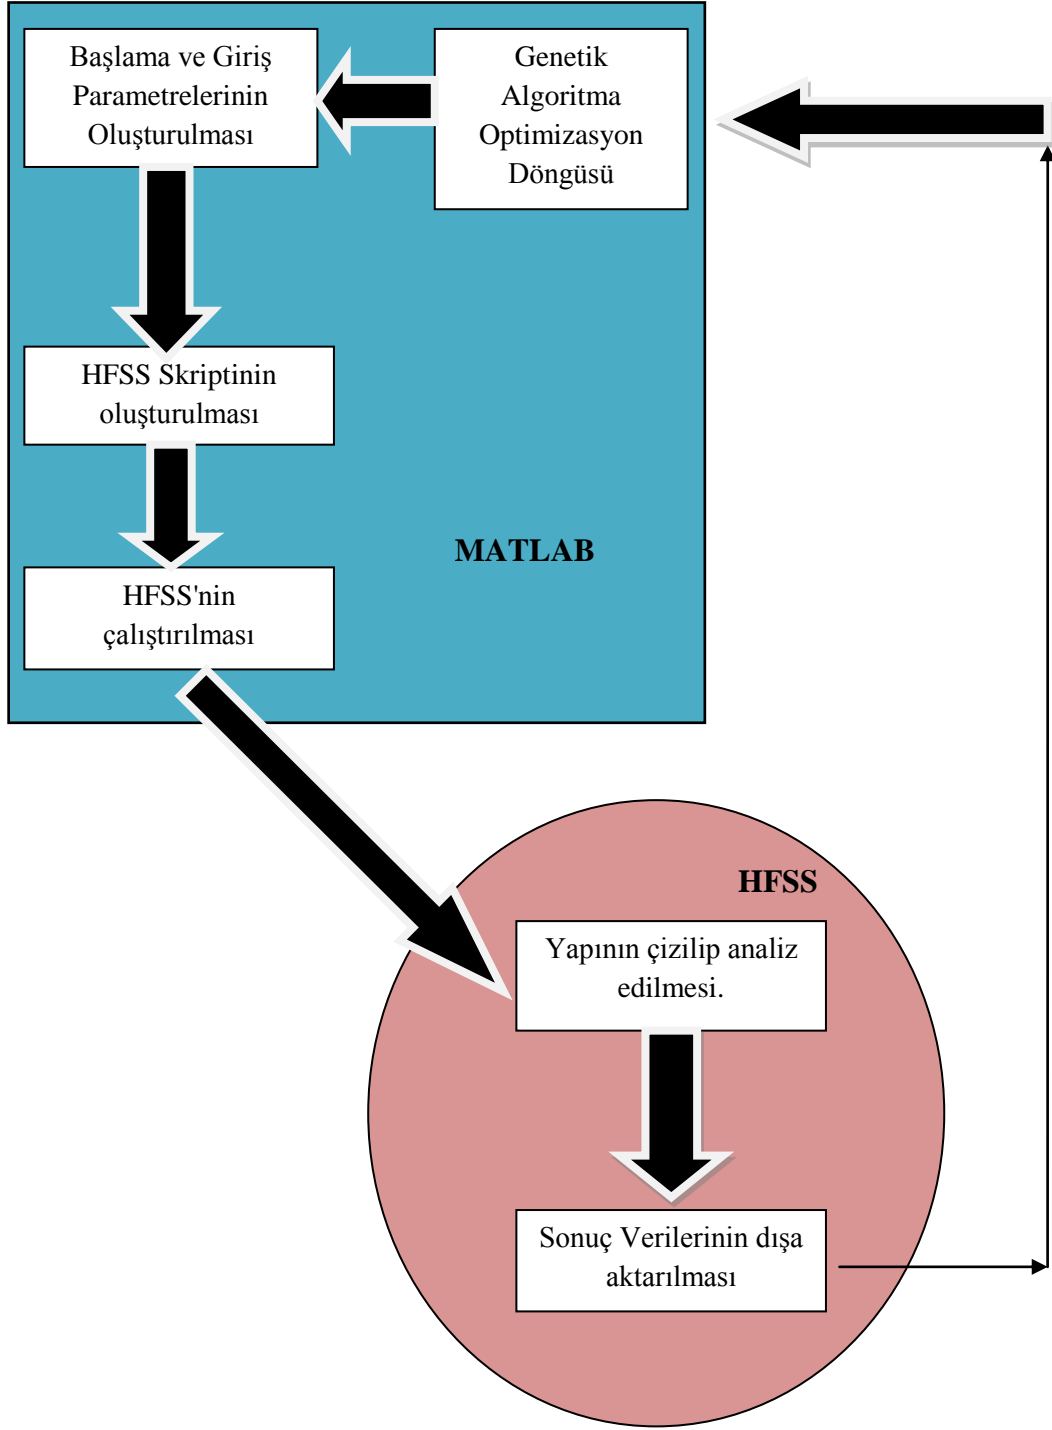 Başlama ve Giriş
Parametrelerinin
Oluşturulması
Genetik
Algoritma
Optimizasyon
Döngüsü
HFSS Skriptinin
oluşturulması
MATLAB
HFSS'nin
çalıştırılması
HFSS
Yapının çizilip analiz
edilmesi.
Sonuç Verilerinin dışa
aktarılması